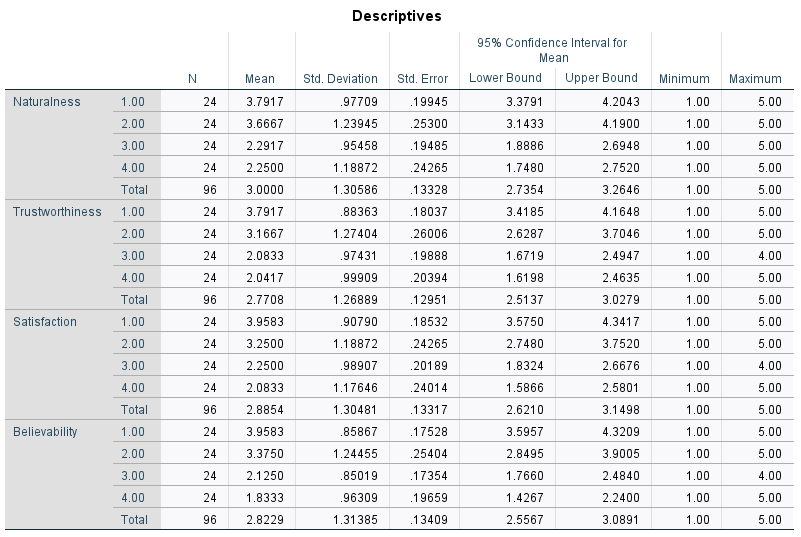 Descriptives
95% Confidence Interval for
Mean
N Mean Std. Deviation Std. Error Lower Bound Upper Bound Minimum Maximum
Naturalness 1.00 24 3.7917 .97709 .19945 3.3791 4.2043 1.00 5.00
2.00 24 3.6667 1.23945 .25300 3.1433 4.1900 1.00 5.00
3.00 24 2.2917 .95458 .19485 1.8886 2.6948 1.00 5.00
4.00 24 2.2500 1.18872 .24265 1.7480 2.7520 1.00 5.00
Total 96 3.0000 1.30586 .13328 2.7354 3.2646 1.00 5.00
Trustworthiness 1.00 24 3.7917 .88363 .18037 3.4185 4.1648 1.00 5.00
2.00 24 3.1667 1.27404 .26006 2.6287 3.7046 1.00 5.00
3.00 24 2.0833 .97431 .19888 1.6719 2.4947 1.00 4.00
4.00 24 2.0417 .99909 .20394 1.6198 2.4635 1.00 5.00
Total 96 2.7708 1.26889 .12951 2.5137 3.0279 1.00 5.00
Satisfaction 1.00 24 3.9583 .90790 .18532 3.5750 4.3417 1.00 5.00
2.00 24 3.2500 1.18872 .24265 2.7480 3.7520 1.00 5.00
3.00 24 2.2500 .98907 .20189 1.8324 2.6676 1.00 4.00
4.00 24 2.0833 1.17646 .24014 1.5866 2.5801 1.00 5.00
Total 96 2.8854 1.30481 .13317 2.6210 3.1498 1.00 5.00
Believability 1.00 24 3.9583 .85867 .17528 3.5957 4.3209 1.00 5.00
2.00 24 3.3750 1.24455 .25404 2.8495 3.9005 1.00 5.00
3.00 24 2.1250 .85019 .17354 1.7660 2.4840 1.00 4.00
4.00 24 1.8333 .96309 .19659 1.4267 2.2400 1.00 5.00
Total 96 2.8229 1.31385 .13409 2.5567 3.0891 1.00 5.00